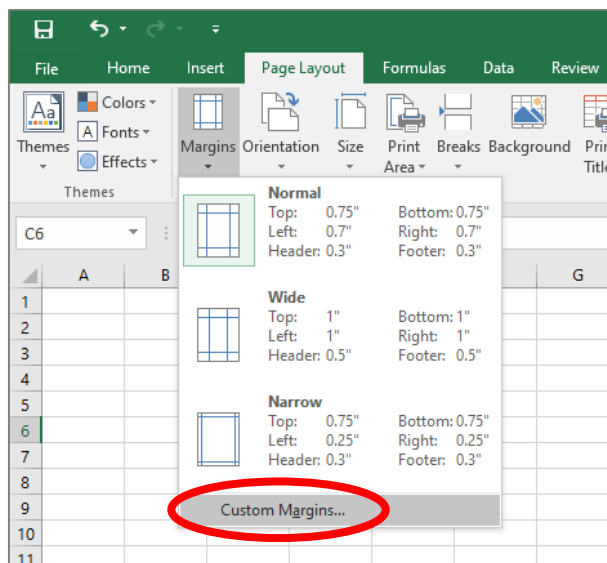 File Home Insert Page Layout Formulas Data Review
Aa Colors
A Fonts
Effects
Themes
Themes
Margins Orientation Size Print Area Breaks Background
C6
A B G
Normal
Top: 0.75" Bottom: 0.75"
Left: 0.7" Right: 0.7"
Header: 0.3" Footer: 0.3"
Wide
Top: 1" Bottom: 1"
Left: 1" Right: 1"
Header: 0.5" Footer: 0.5"
Narrow
Top: 0.75" Bottom: 0.75"
Left: 0.25" Right: 0.25"
Header: 0.3" Footer: 0.3"
Custom Margins...
1
2
3
4
5
6
7
8
9
10
11